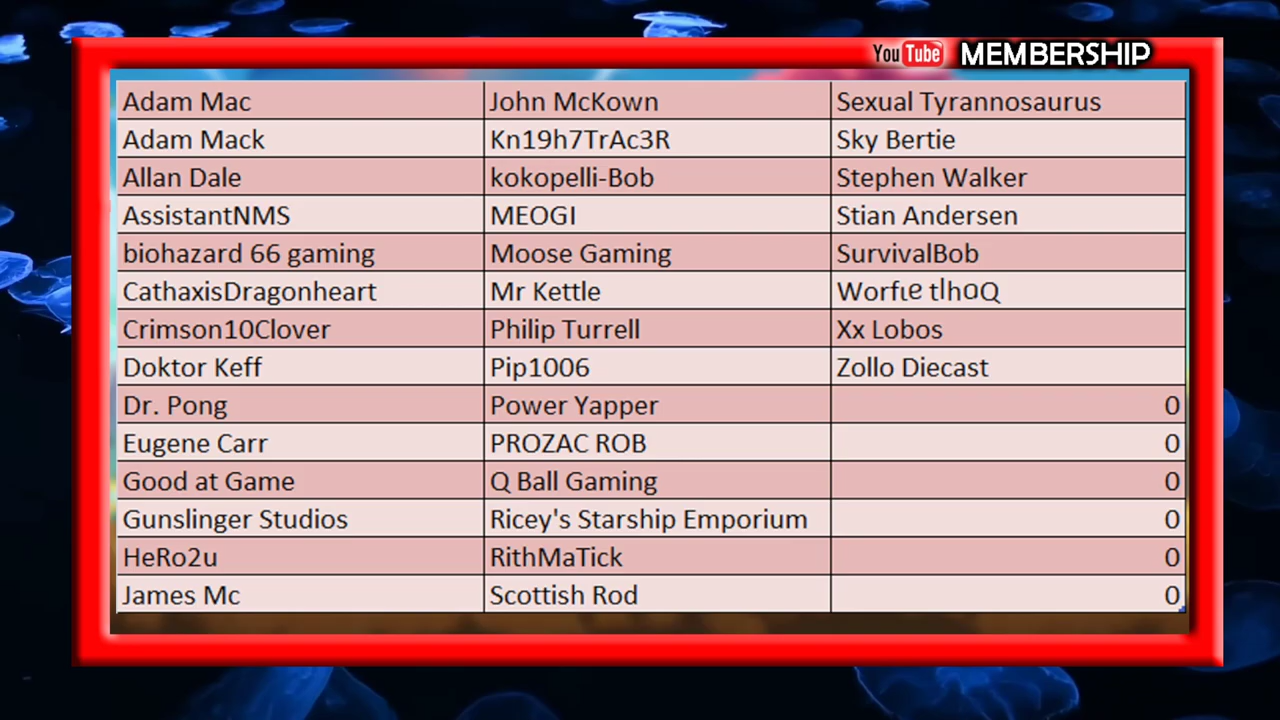 YouTube MEMBERSHIP
Adam Mac John McKown Sexual Tyrannosaurus
Adam Mack Kn19h7TrAc3R Sky Bertie
Allan Dale kokopelli-Bob Stephen Walker
AssistantNMS MEOGI Stian Andersen
biohazard 66 gaming Moose Gaming SurvivalBob
CathaxisDragonheart Mr Kettle Worfɩҽ tlhɑQ
Crimson10Clover Philip Turrell Xx Lobos
Doktor Keff Pip1006 Zollo Diecast
Dr. Pong Power Yapper 0
Eugene Carr PROZAC ROB 0
Good at Game Q Ball Gaming 0
Gunslinger Studios Ricey's Starship Emporium 0
HeRo2u RithMaTick 0
James Mc Scottish Rod 0